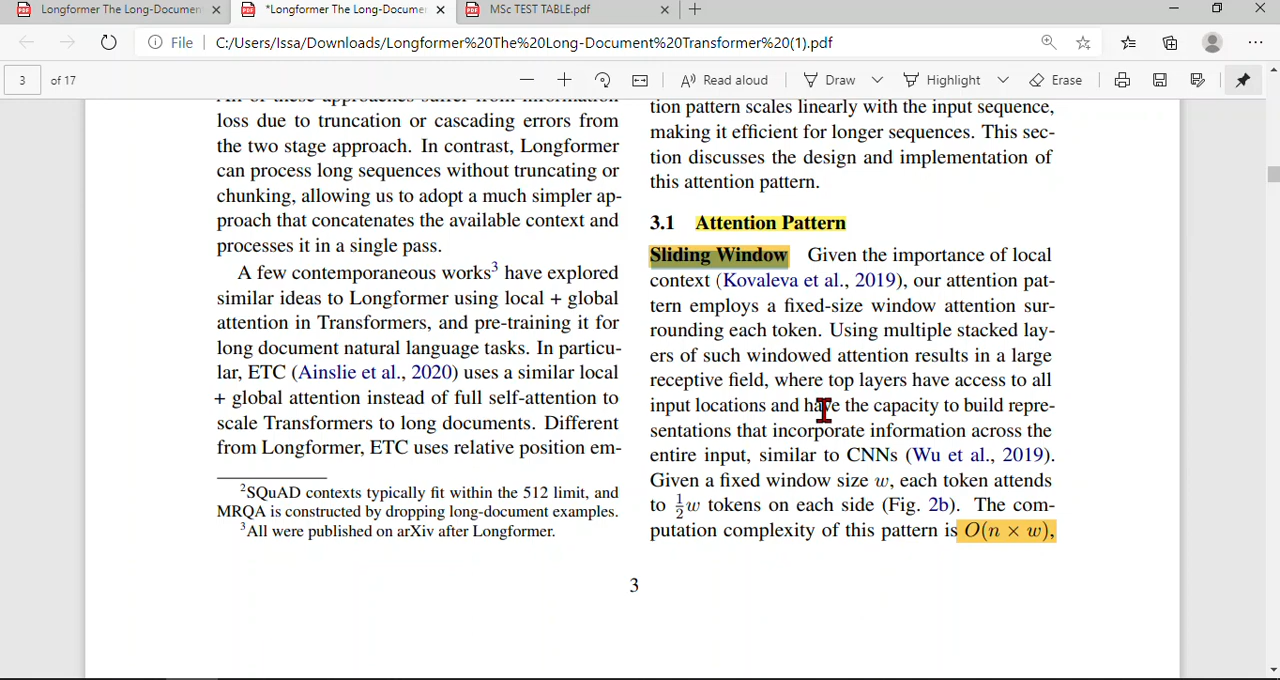 Longformer The Long-Documen
*Longformer The Long-Documen
MSc TEST TABLE.pdf
File
C:/Users/Issa/Downloads/Longformer%20The%20Long-Document%20Transformer%20(1).pdf
3 of 17
Read aloud
Draw
Highlight
Erase
All of these approaches suffer from information
loss due to truncation or cascading errors from
the two stage approach. In contrast, Longformer
can process long sequences without truncating or
chunking, allowing us to adopt a much simpler ap-
proach that concatenates the available context and
processes it in a single pass.
A few contemporaneous works3 have explored
similar ideas to Longformer using local + global
attention in Transformers, and pre-training it for
long document natural language tasks. In particu-
lar, ETC (Ainslie et al., 2020) uses a similar local
+ global attention instead of full self-attention to
scale Transformers to long documents. Different
from Longformer, ETC uses relative position em-
2SQuAD contexts typically fit within the 512 limit, and
MRQA is constructed by dropping long-document examples.
3All were published on arXiv after Longformer.
tion pattern scales linearly with the input sequence,
making it efficient for longer sequences. This sec-
tion discusses the design and implementation of
this attention pattern.
3.1 Attention Pattern
Sliding Window Given the importance of local
context (Kovaleva et al., 2019), our attention pat-
tern employs a fixed-size window attention sur-
rounding each token. Using multiple stacked lay-
ers of such windowed attention results in a large
receptive field, where top layers have access to all
input locations and have the capacity to build repre-
sentations that incorporate information across the
entire input, similar to CNNs (Wu et al., 2019).
Given a fixed window size w, each token attends
to ½w tokens on each side (Fig. 2b). The com-
putation complexity of this pattern is O(n × w),
3